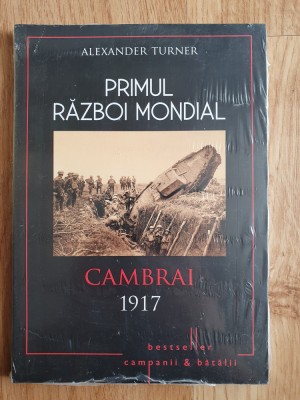 ALEXANDER TURNER
PRIMUL
RĂZBOI MONDIAL
CAMBRAI
1917
bestseller
campanii & bătălii